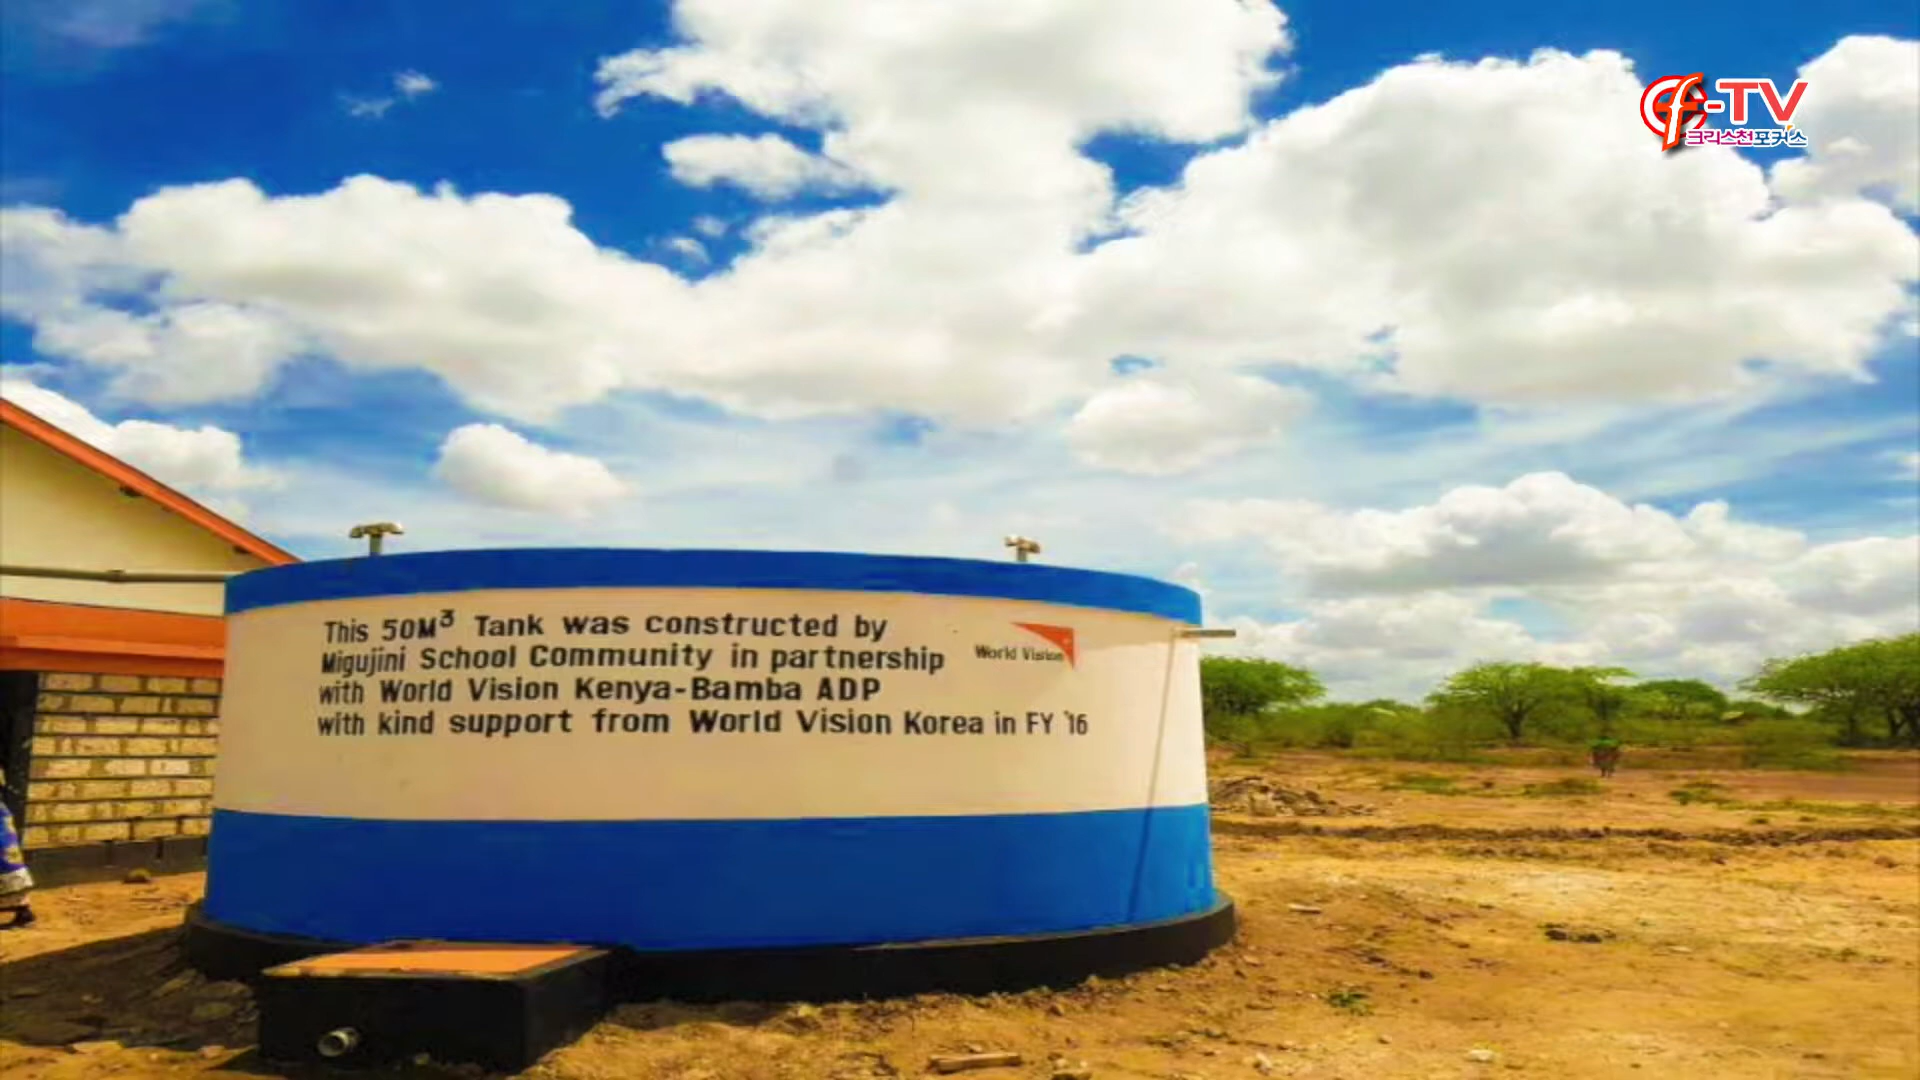 f-TV
크리스천포커스
This 50M³ Tank was constructed by
Migujini School Community in partnership
with World Vision Kenya-Bamba ADP
with kind support from World Vision Korea in FY '16
World Vision